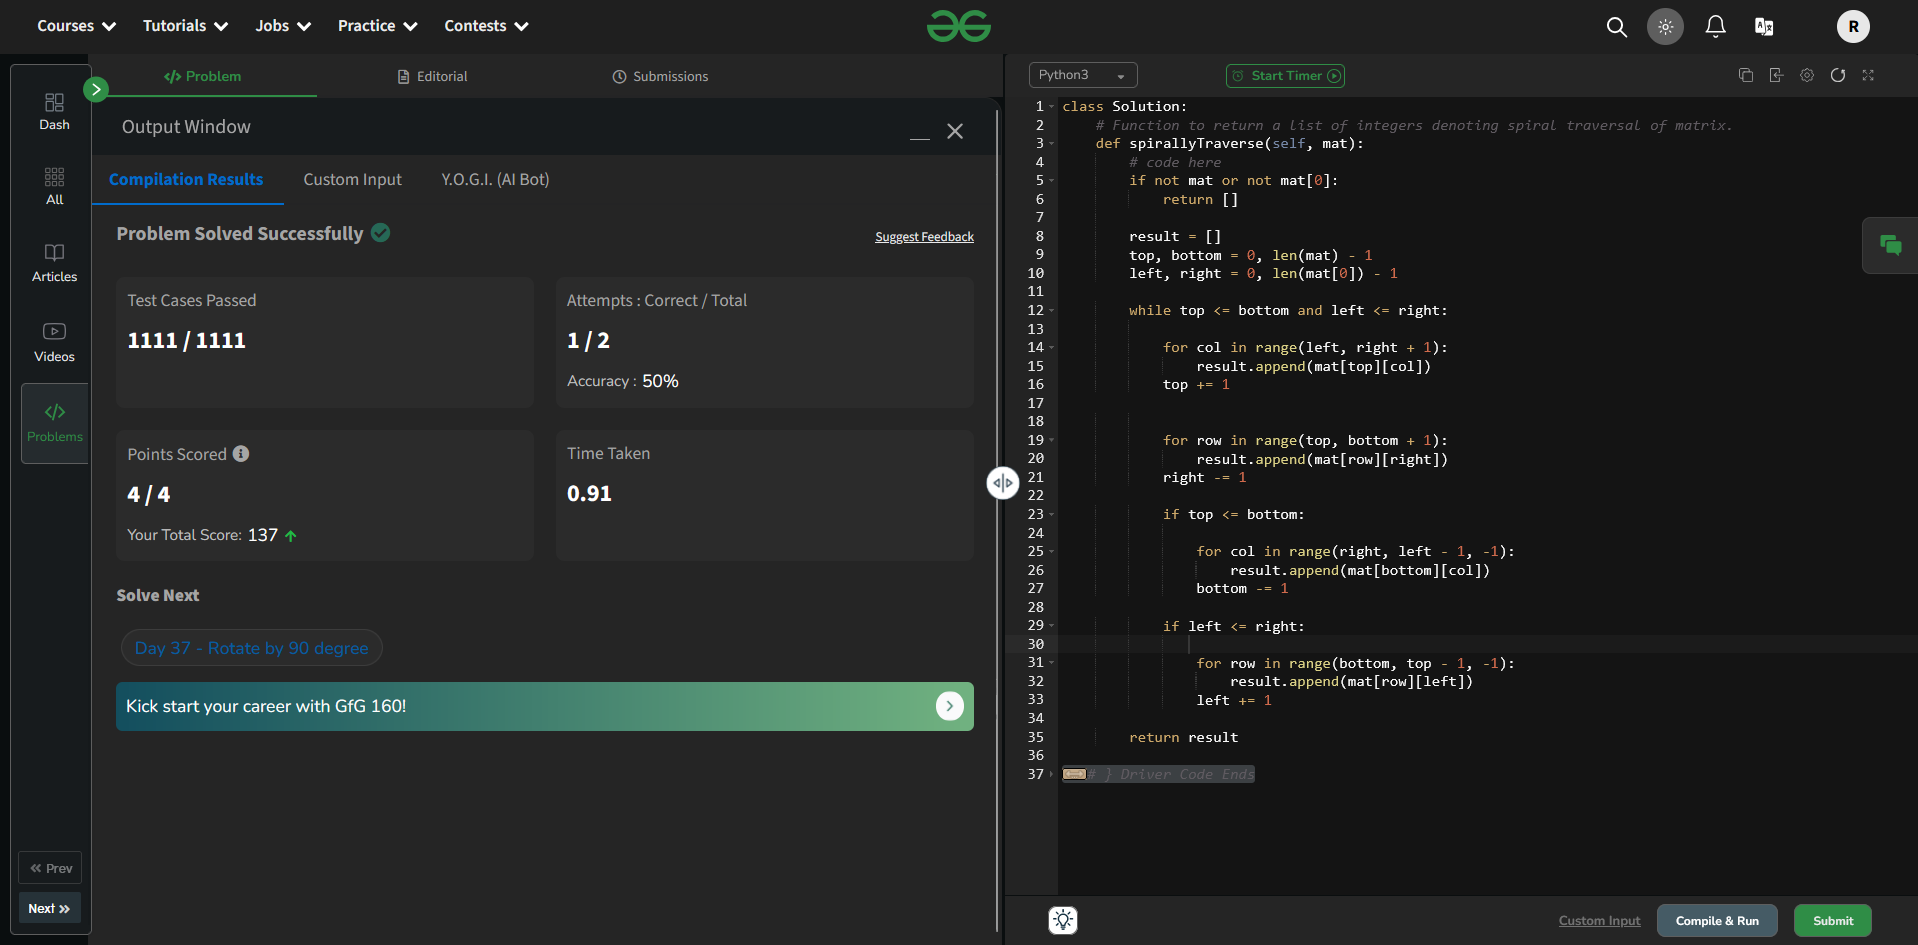 Courses Tutorials Jobs Practice Contests
R
Dash
All
Articles
Videos
Problems
Prev
Next
Problem Editorial Submissions
Output Window
Compilation Results Custom Input Y.O.G.I. (AI Bot)
Problem Solved Successfully
Suggest Feedback
Test Cases Passed
1111 / 1111
Attempts : Correct / Total
1 / 2
Accuracy : 50%
Points Scored
4 / 4
Your Total Score: 137
Time Taken
0.91
Solve Next
Day 37 - Rotate by 90 degree
Kick start your career with GfG 160!
Python3 Start Timer
1 class Solution:
2 # Function to return a list of integers denoting spiral traversal of matrix.
3 def spirallyTraverse(self, mat):
4 # code here
5 if not mat or not mat[0]:
6 return []
7
8 result = []
9 top, bottom = 0, len(mat) - 1
10 left, right = 0, len(mat[0]) - 1
11
12 while top <= bottom and left <= right:
13
14 for col in range(left, right + 1):
15 result.append(mat[top][col])
16 top += 1
17
18
19 for row in range(top, bottom + 1):
20 result.append(mat[row][right])
21 right -= 1
22
23 if top <= bottom:
24
25 for col in range(right, left - 1, -1):
26 result.append(mat[bottom][col])
27 bottom -= 1
28
29 if left <= right:
30
31 for row in range(bottom, top - 1, -1):
32 result.append(mat[row][left])
33 left += 1
34
35 return result
36
37 # } Driver Code Ends
Custom Input Compile & Run Submit